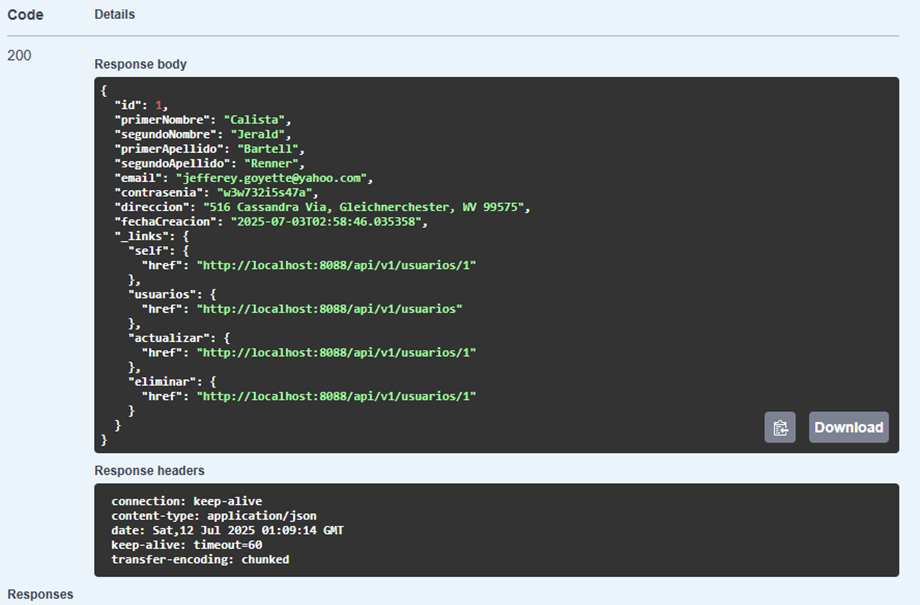 Code Details
200
Response body
{
  "id": 1,
  "primerNombre": "Calista",
  "segundoNombre": "Jerald",
  "primerApellido": "Bartell",
  "segundoApellido": "Renner",
  "email": "jefferey.goyette@yahoo.com",
  "contrasenia": "w3w732i5s47a",
  "direccion": "516 Cassandra Via, Gleichnerchester, WV 99575",
  "fechaCreacion": "2025-07-03T02:58:46.035358",
  "_links": {
    "self": {
      "href": "http://localhost:8088/api/v1/usuarios/1"
    },
    "usuarios": {
      "href": "http://localhost:8088/api/v1/usuarios"
    },
    "actualizar": {
      "href": "http://localhost:8088/api/v1/usuarios/1"
    },
    "eliminar": {
      "href": "http://localhost:8088/api/v1/usuarios/1"
    }
  }
}
Download
Response headers
connection: keep-alive
content-type: application/json
date: Sat,12 Jul 2025 01:09:14 GMT
keep-alive: timeout=60
transfer-encoding: chunked
Responses